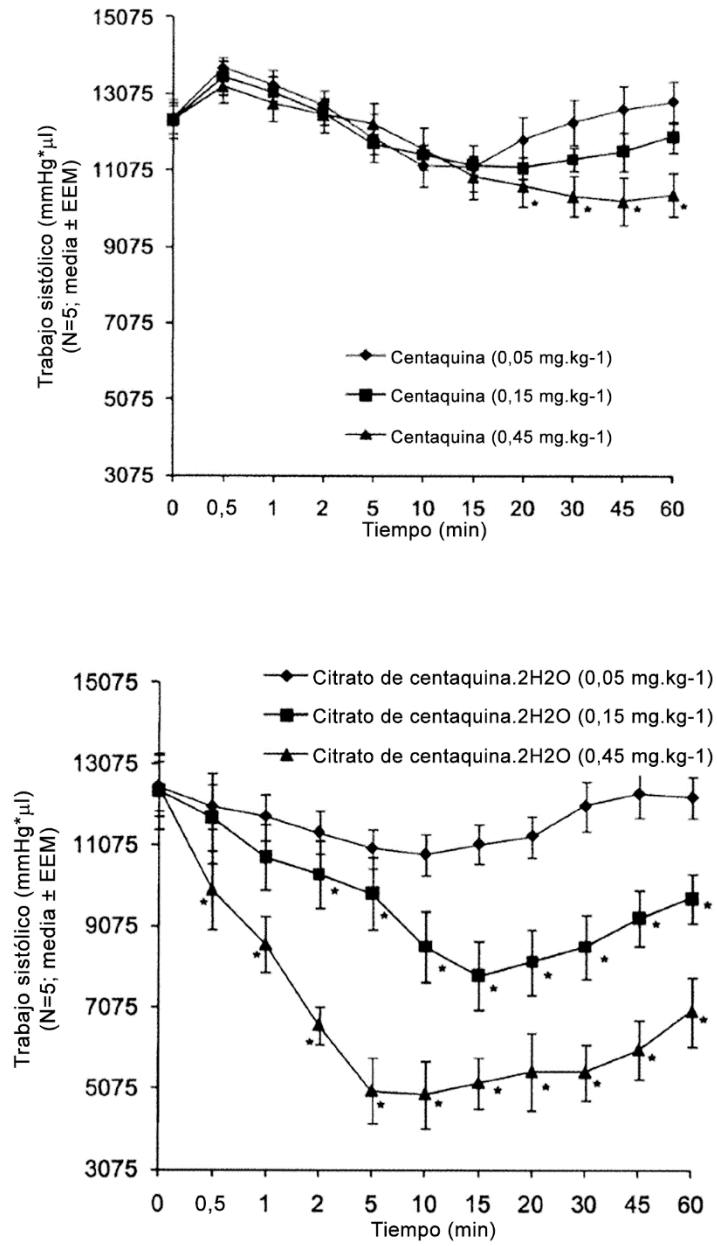 15075
13075
11075
9075
7075
5075
3075
Trabajo sistólico (mmHg*µl)
(N=5; media ± EEM)
*
*
*
*
Centaquina (0,05 mg.kg-1)
Centaquina (0,15 mg.kg-1)
Centaquina (0,45 mg.kg-1)
0 0,5 1 2 5 10 15 20 30 45 60
Tiempo (min)
Citrato de centaquina.2H2O (0,05 mg.kg-1)
Citrato de centaquina.2H2O (0,15 mg.kg-1)
Citrato de centaquina.2H2O (0,45 mg.kg-1)
15075
13075
11075
9075
7075
5075
3075
Trabajo sistólico (mmHg*µl)
(N=5; media ± EEM)
* * * * * * * *
* * * * * * * * * *
0 0,5 1 2 5 10 15 20 30 45 60
Tiempo (min)